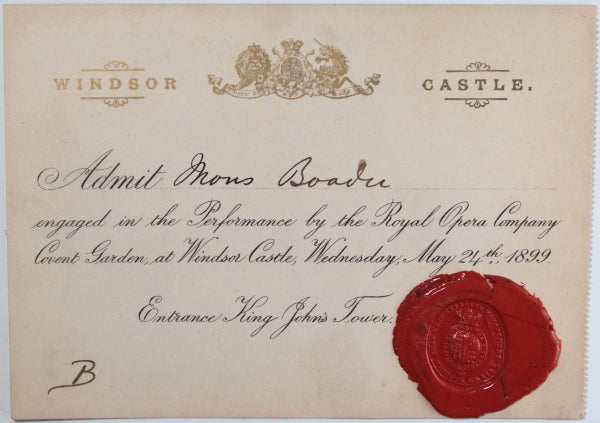 WINDSOR CASTLE.
Admit Mons
engaged in the Performance by the Royal Opera Company
Covent Garden, at Windsor Castle, Wednesday, May 24th. 1899.
Entrance King John's Tower.
B